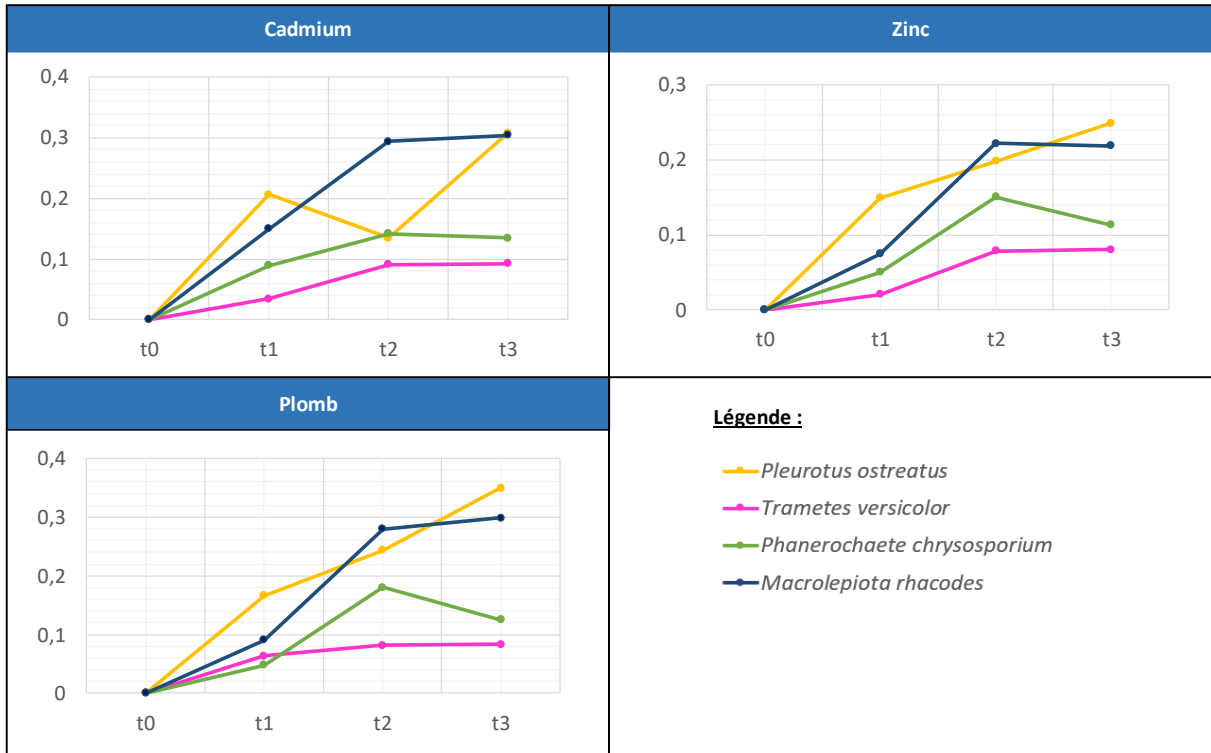 Cadmium
0,4
0,3
0,2
0,1
0
t0 t1 t2 t3
Zinc
0,3
0,2
0,1
0
t0 t1 t2 t3
Plomb
0,4
0,3
0,2
0,1
0
t0 t1 t2 t3
Légende :
Pleurotus ostreatus
Trametes versicolor
Phanerochaete chrysosporium
Macrolepiota rhacodes